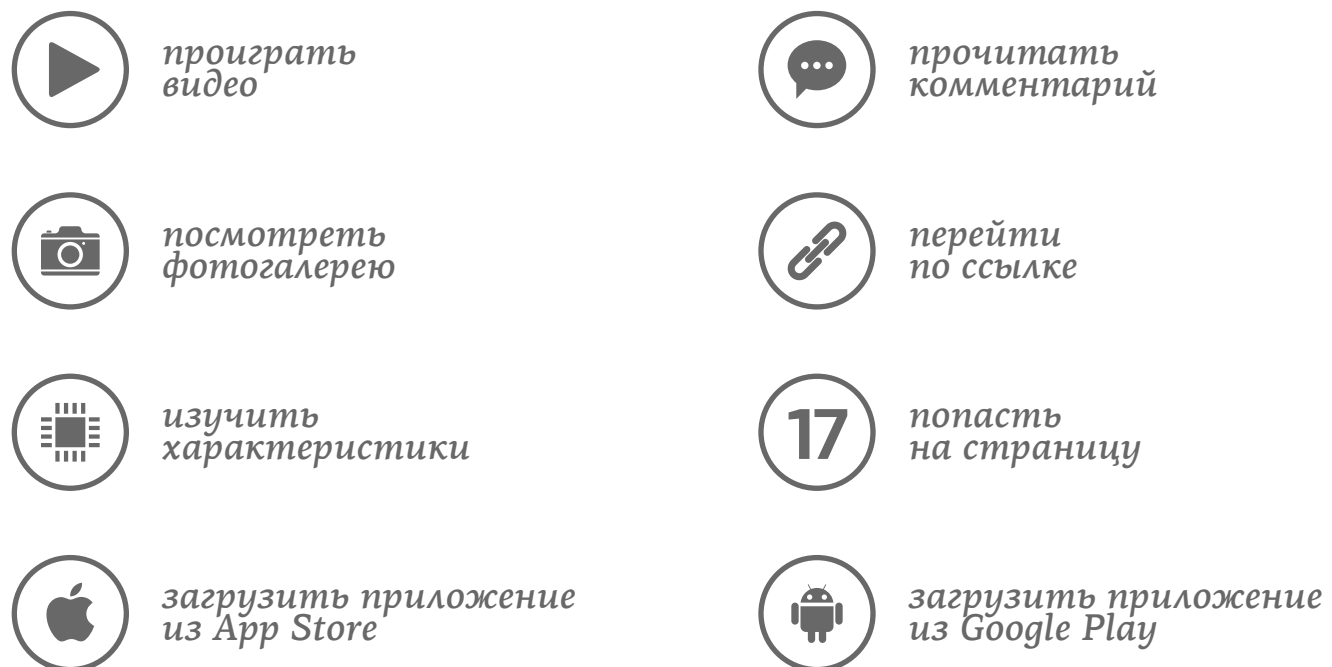 проиграть
видео
прочитать
комментарий
посмотреть
фотогалерею
перейти
по ссылке
изучить
характеристики
17
попасть
на страницу
загрузить приложение
из App Store
загрузить приложение
из Google Play